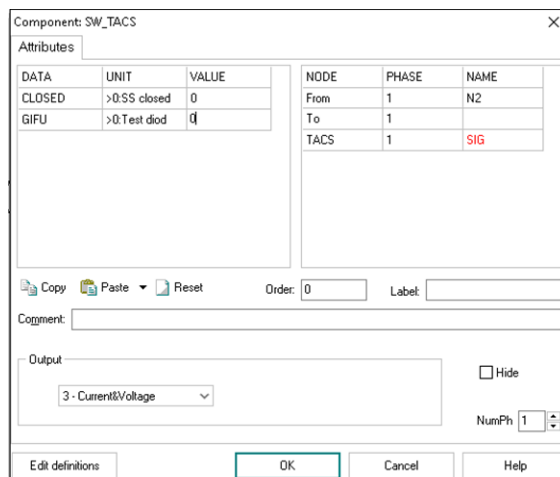 Component: SW_TACS
Attributes
DATA UNIT VALUE
CLOSED >0:SS closed 0
GIFU >0:Test diod 0
NODE PHASE NAME
From 1 N2
To 1
TACS 1 SIG
Copy Paste Reset Order: 0 Label:
Comment:
Output
3 - Current&Voltage
Hide
NumPh 1
Edit definitions OK Cancel Help